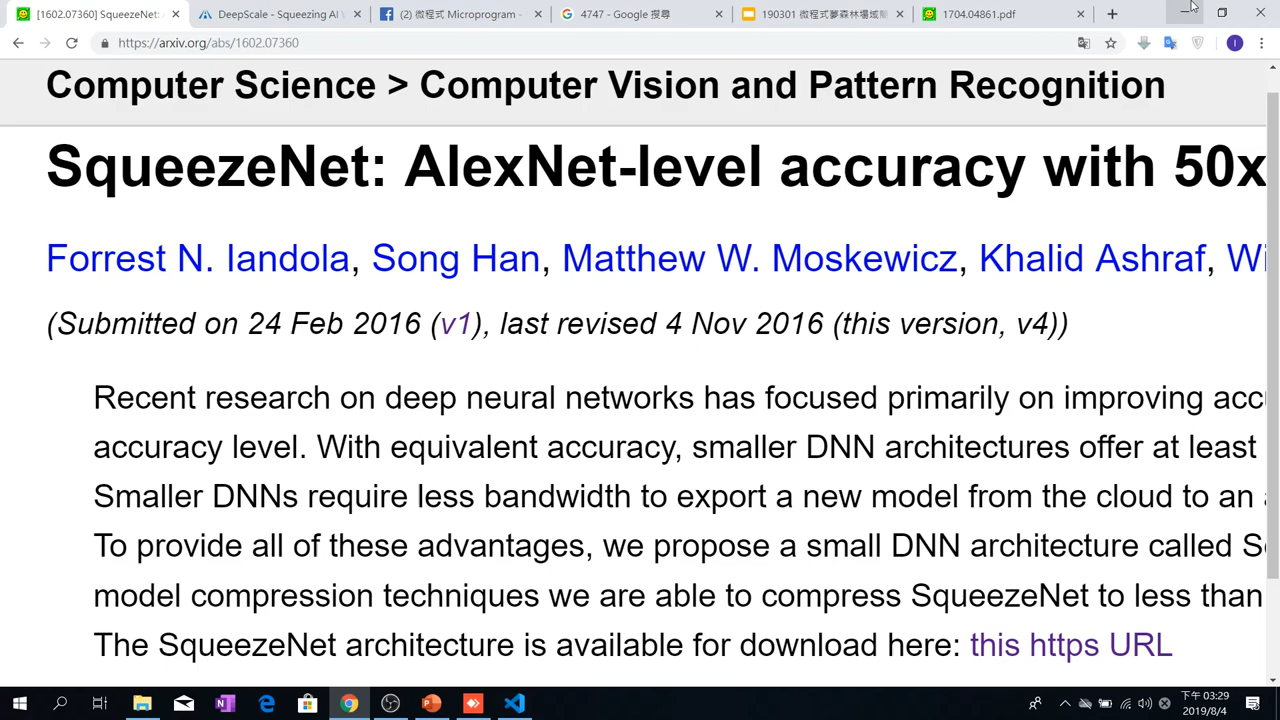 [1602.07360] SqueezeNet: A
DeepScale - Squeezing AI
(2) 微程式 Microprogram -
4747 - Google 搜尋
190301 微程式夢森林場域
1704.04861.pdf
https://arxiv.org/abs/1602.07360
Computer Science > Computer Vision and Pattern Recognition
SqueezeNet: AlexNet-level accuracy with 50x
Forrest N. Iandola, Song Han, Matthew W. Moskewicz, Khalid Ashraf, Wi
(Submitted on 24 Feb 2016 (v1), last revised 4 Nov 2016 (this version, v4))
Recent research on deep neural networks has focused primarily on improving accu
accuracy level. With equivalent accuracy, smaller DNN architectures offer at least
Smaller DNNs require less bandwidth to export a new model from the cloud to an
To provide all of these advantages, we propose a small DNN architecture called S
model compression techniques we are able to compress SqueezeNet to less than
The SqueezeNet architecture is available for download here: this https URL
下午 03:29
2019/8/4